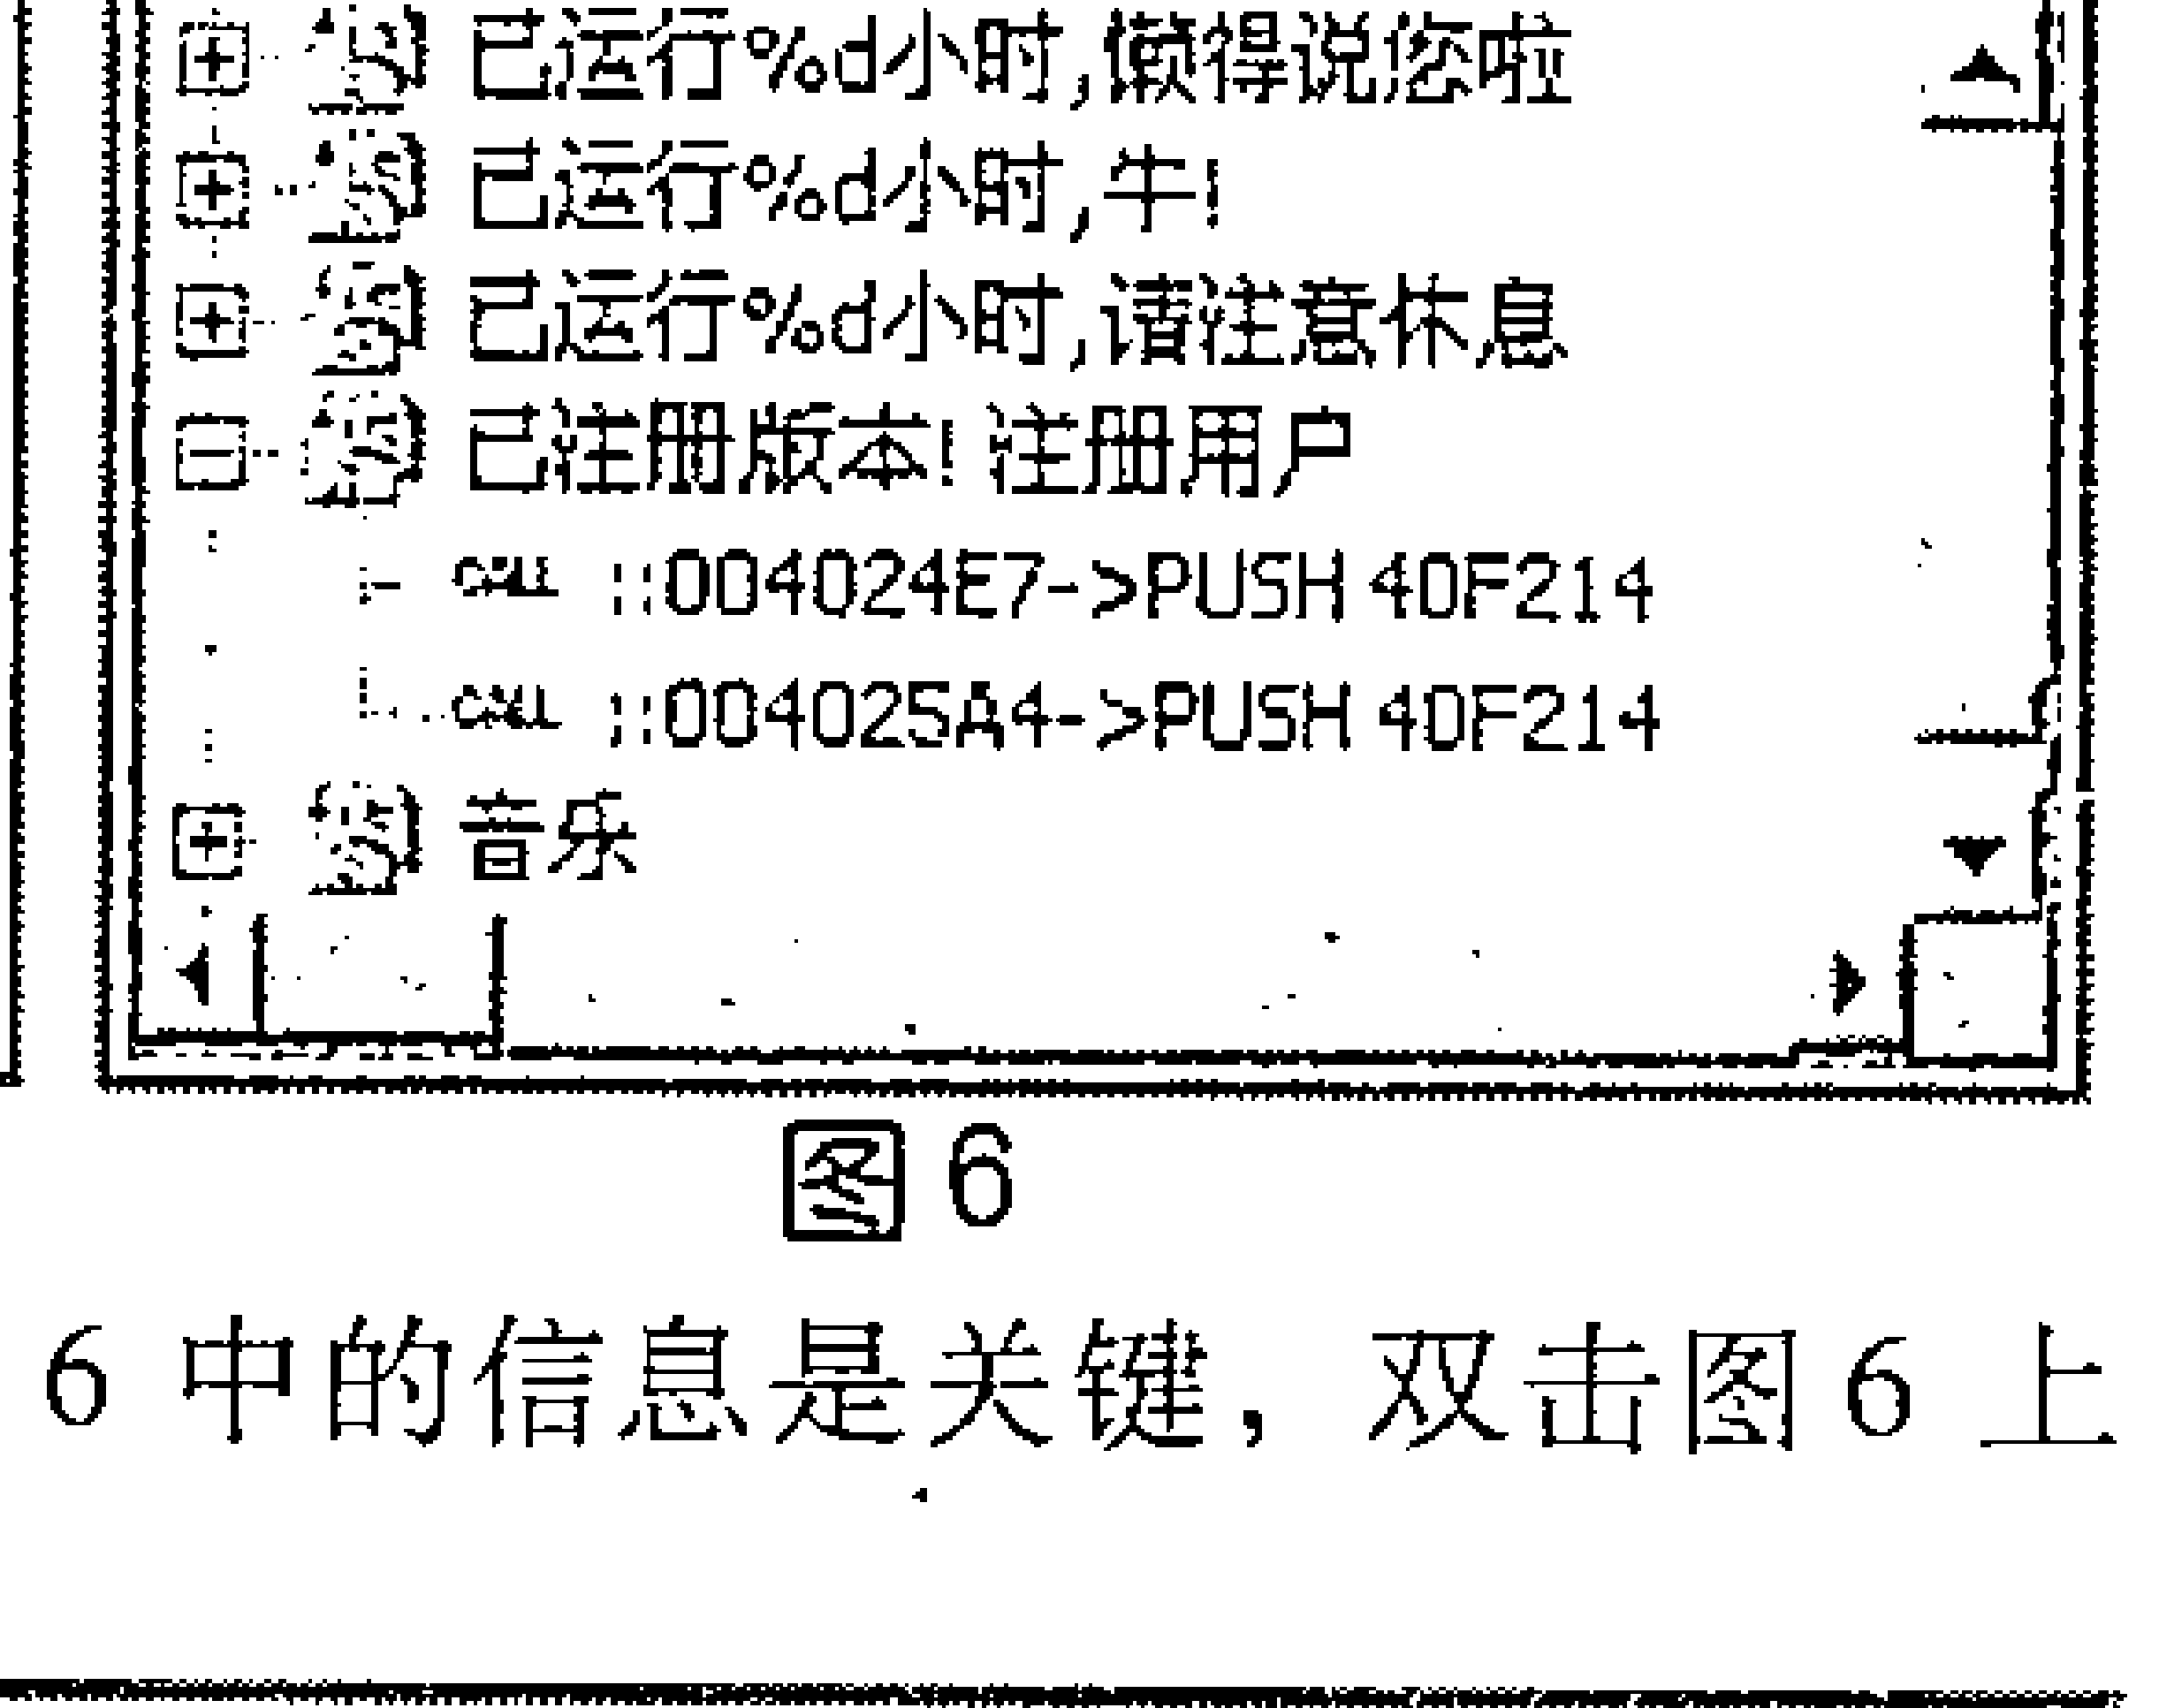 已运行%d小时,懒得说您啦
已运行%d小时,牛!
已运行%d小时,请注意休息
已注册版本! 注册用户
CALL ::004024E7->PUSH 40F214
CALL ::004025A4->PUSH 40F214
音乐
图 6
6 中的信息是关键，双击图 6 上